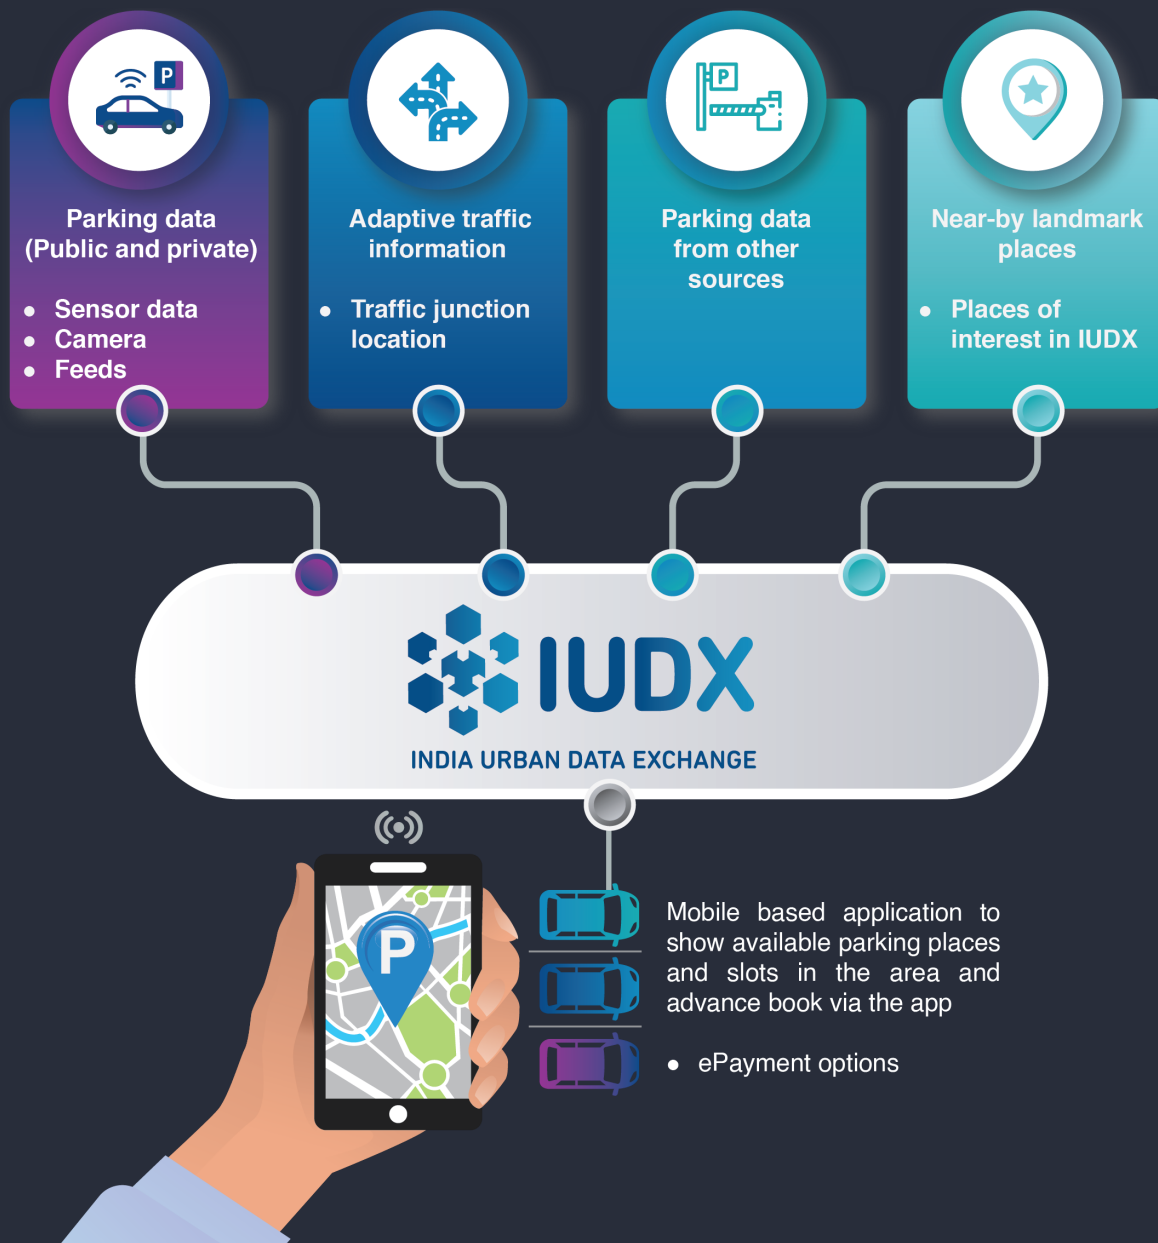 P
Parking data
(Public and private)
• Sensor data
• Camera
• Feeds
Adaptive traffic
information
• Traffic junction
location
P
Parking data
from other
sources
Near-by landmark
places
• Places of
interest in IUDX
IUDX
INDIA URBAN DATA EXCHANGE
P
Mobile based application to
show available parking places
and slots in the area and
advance book via the app
• ePayment options